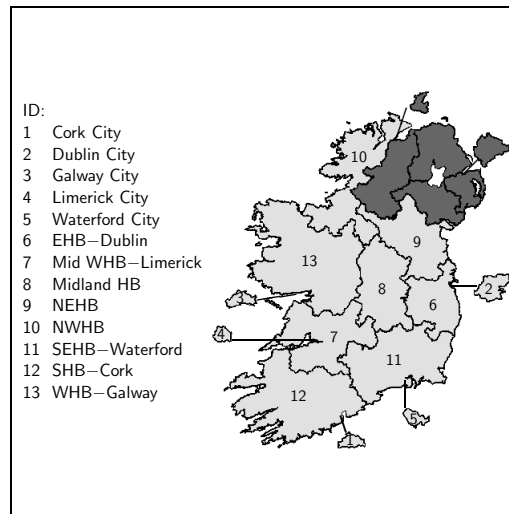 ID:
1 Cork City
2 Dublin City
3 Galway City
4 Limerick City
5 Waterford City
6 EHB−Dublin
7 Mid WHB−Limerick
8 Midland HB
9 NEHB
10 NWHB
11 SEHB−Waterford
12 SHB−Cork
13 WHB−Galway
10
9
13
8
3
2
6
4
7
11
12
5
1